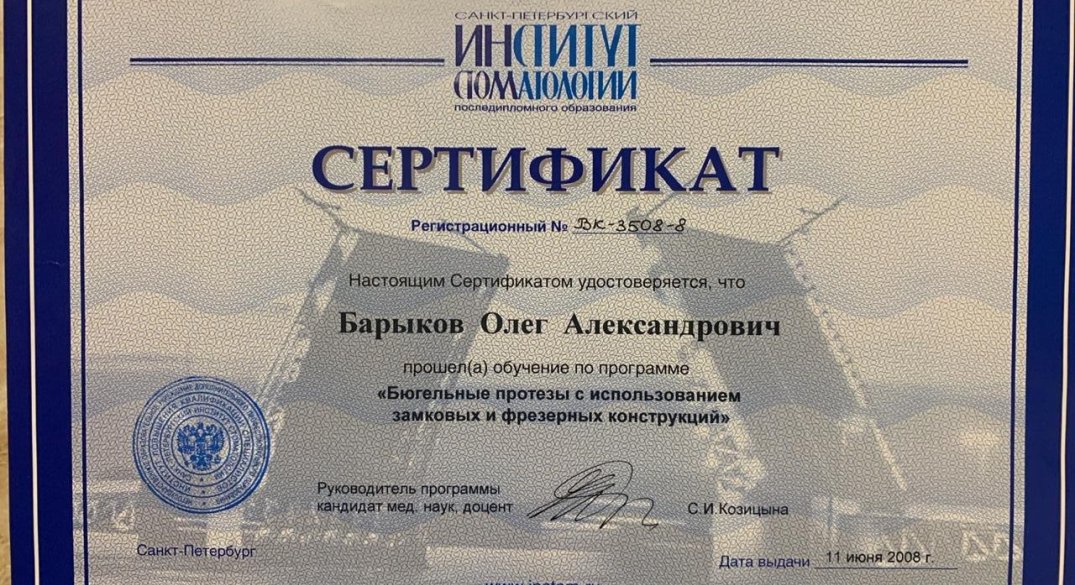 САНКТ-ПЕТЕРБУРГСКИЙ
ИНСТИТУТ
СТОМАТОЛОГИИ
последипломного образования
СЕРТИФИКАТ
Регистрационный № ВК-3508-8
Настоящим Сертификатом удостоверяется, что
Барыков Олег Александрович
прошел(а) обучение по программе
«Бюгельные протезы с использованием
замковых и фрезерных конструкций»
Руководитель программы
кандидат мед. наук, доцент
С.И.Козицына
Санкт-Петербург
Дата выдачи 11 июня 2008 г.